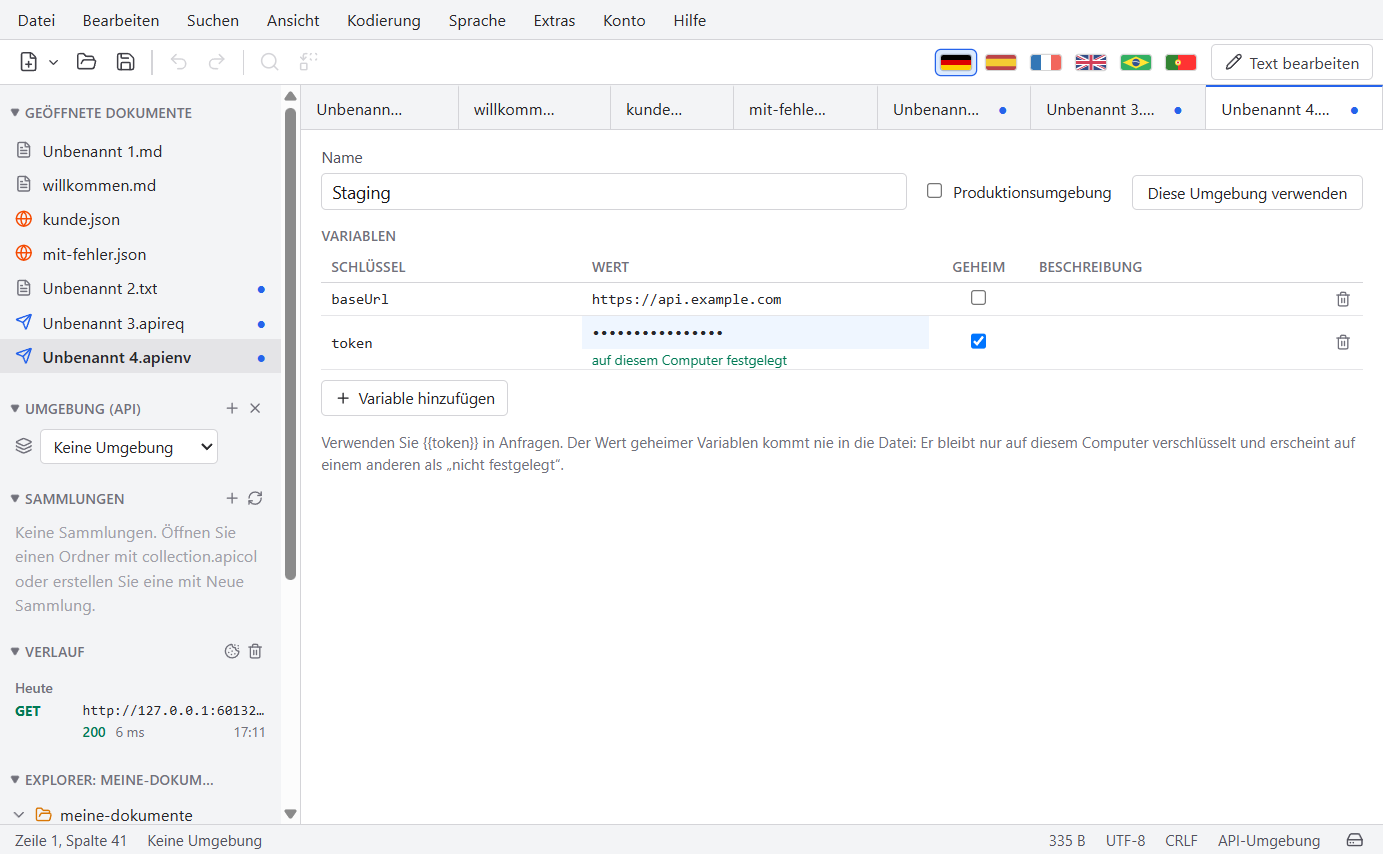 Datei Bearbeiten Suchen Ansicht Kodierung Sprache Extras Konto Hilfe
Text bearbeiten
GEÖFFNETE DOKUMENTE
Unbenannt 1.md
willkommen.md
kunde.json
mit-fehler.json
Unbenannt 2.txt
Unbenannt 3.apireq
Unbenannt 4.apienv
UMGEBUNG (API)
Keine Umgebung
SAMMLUNGEN
Keine Sammlungen. Öffnen Sie
einen Ordner mit collection.apicol
oder erstellen Sie eine mit Neue
Sammlung.
VERLAUF
Heute
GET http://127.0.0.1:60132...
200 6 ms 17:11
EXPLORER: MEINE-DOKUM...
meine-dokumente
Unbenann... willkomm... kunde... mit-fehle... Unbenann... Unbenannt 3.... Unbenannt 4....
Name
Staging Produktionsumgebung Diese Umgebung verwenden
VARIABLEN
SCHLÜSSEL WERT GEHEIM BESCHREIBUNG
baseUrl https://api.example.com
token ••••••••••••••••
auf diesem Computer festgelegt
Variable hinzufügen
Verwenden Sie {{token}} in Anfragen. Der Wert geheimer Variablen kommt nie in die Datei: Er bleibt nur auf diesem Computer verschlüsselt und erscheint auf
einem anderen als „nicht festgelegt“.
Zeile 1, Spalte 41 Keine Umgebung 335 B UTF-8 CRLF API-Umgebung